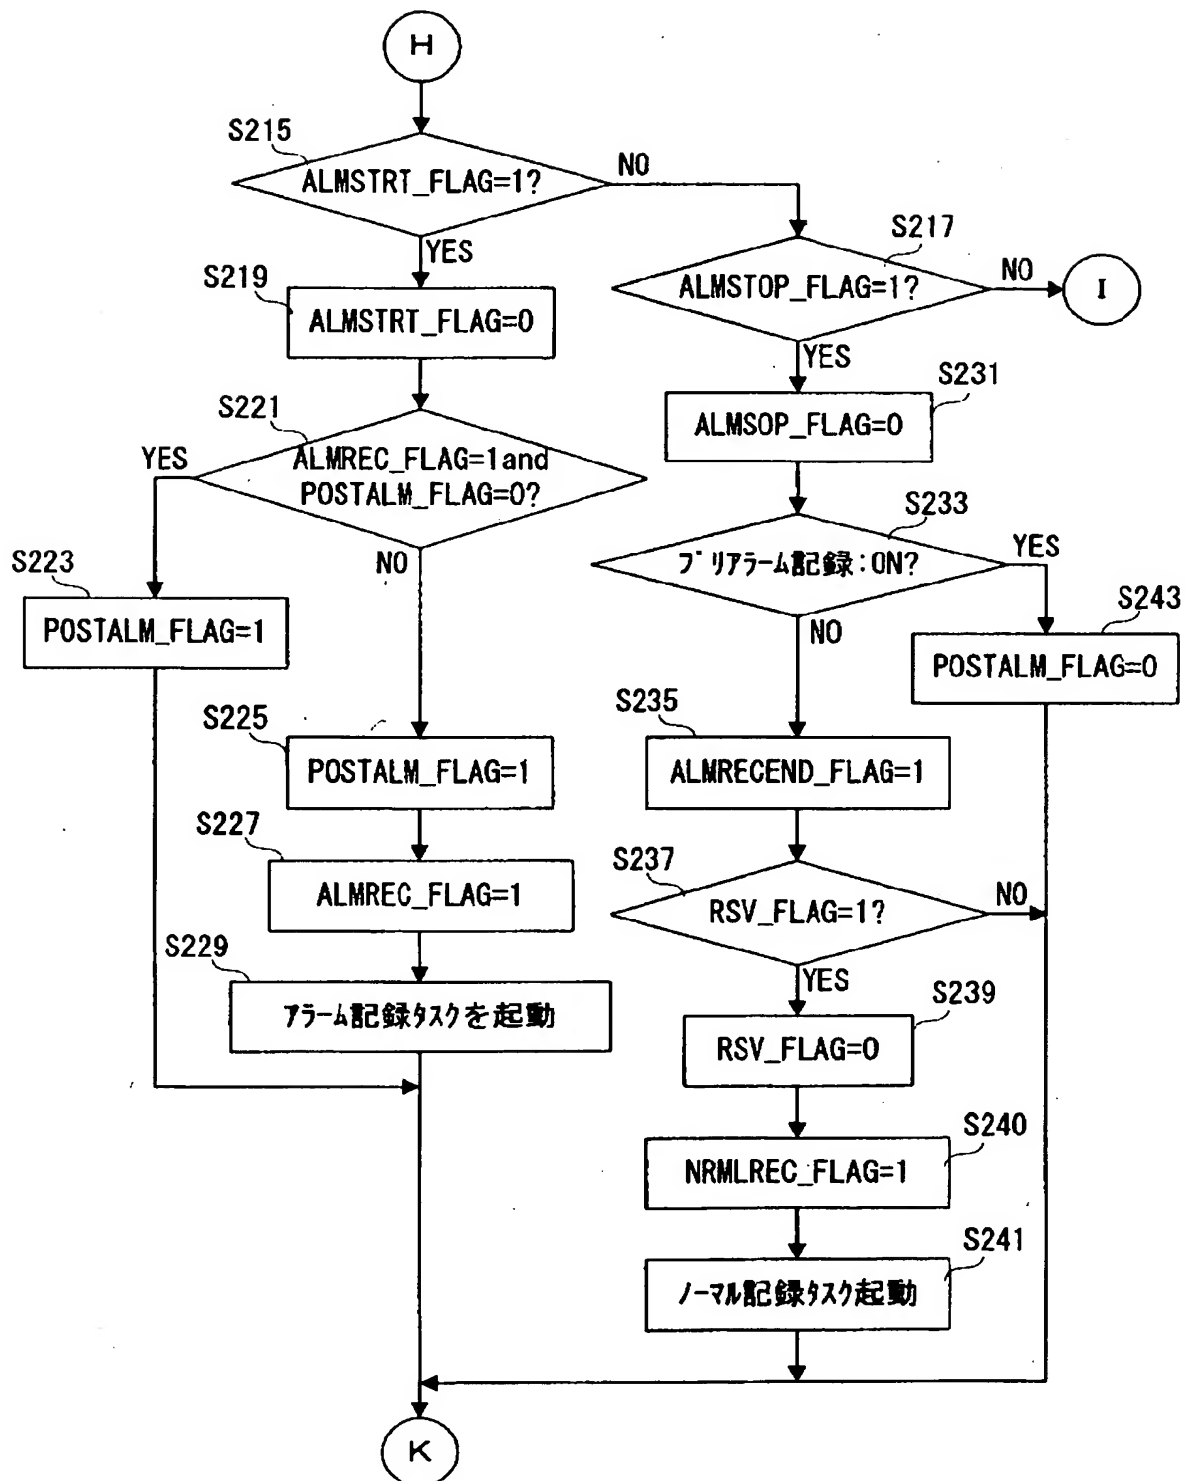 H
S215
ALMSTRT_FLAG=1?
NO
YES
S217
ALMSTOP_FLAG=1?
NO
I
YES
S219
ALMSTRT_FLAG=0
S231
ALMSOP_FLAG=0
S221
ALMREC_FLAG=1and
POSTALM_FLAG=0?
YES
NO
S233
プリアラーム記録:ON?
YES
NO
S223
POSTALM_FLAG=1
S243
POSTALM_FLAG=0
S225
POSTALM_FLAG=1
S235
ALMRECEND_FLAG=1
S227
ALMREC_FLAG=1
S237
RSV_FLAG=1?
NO
YES
S229
アラーム記録タスクを起動
S239
RSV_FLAG=0
S240
NRMLREC_FLAG=1
S241
ノーマル記録タスク起動
K